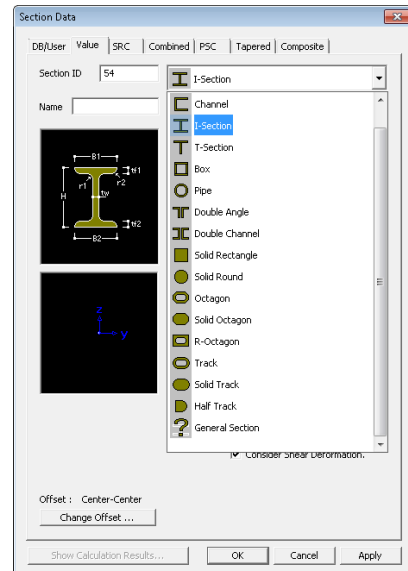 Section Data
DB/User Value SRC Combined PSC Tapered Composite
Section ID 54 I-Section
Name
Channel
I-Section
T-Section
Box
Pipe
Double Angle
Double Channel
Solid Rectangle
Solid Round
Octagon
Solid Octagon
R-Octagon
Track
Solid Track
Half Track
General Section
B1
tf1
r1
r2
H
tw
tf2
B2
z
y
Consider Shear Deformation.
Offset : Center-Center
Change Offset ...
Show Calculation Results... OK Cancel Apply